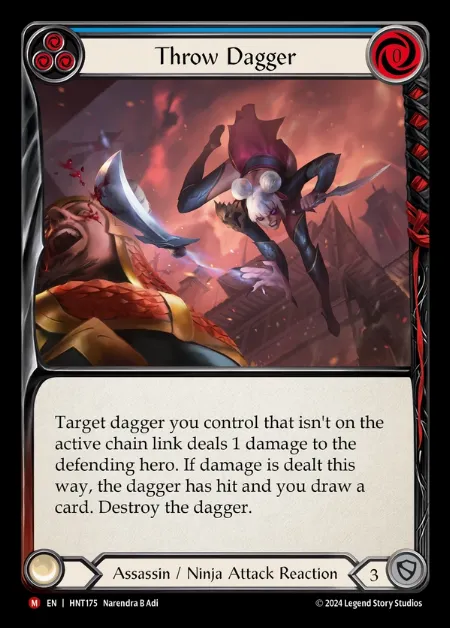 Throw Dagger
0
Target dagger you control that isn't on the
active chain link deals 1 damage to the
defending hero. If damage is dealt this
way, the dagger has hit and you draw a
card. Destroy the dagger.
Assassin / Ninja Attack Reaction
3
M EN | HNT175 Narendra B Adi
© 2024 Legend Story Studios